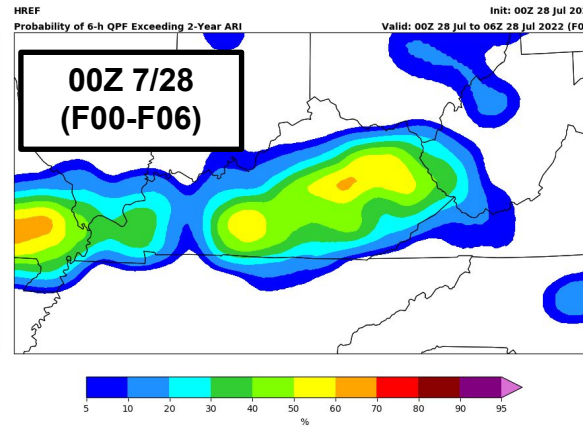 HREF
Init: 00Z 28 Jul 202
Probability of 6-h QPF Exceeding 2-Year ARI
Valid: 00Z 28 Jul to 06Z 28 Jul 2022 (F0
00Z 7/28
(F00-F06)
5 10 20 30 40 50 60 70 80 90 95
%